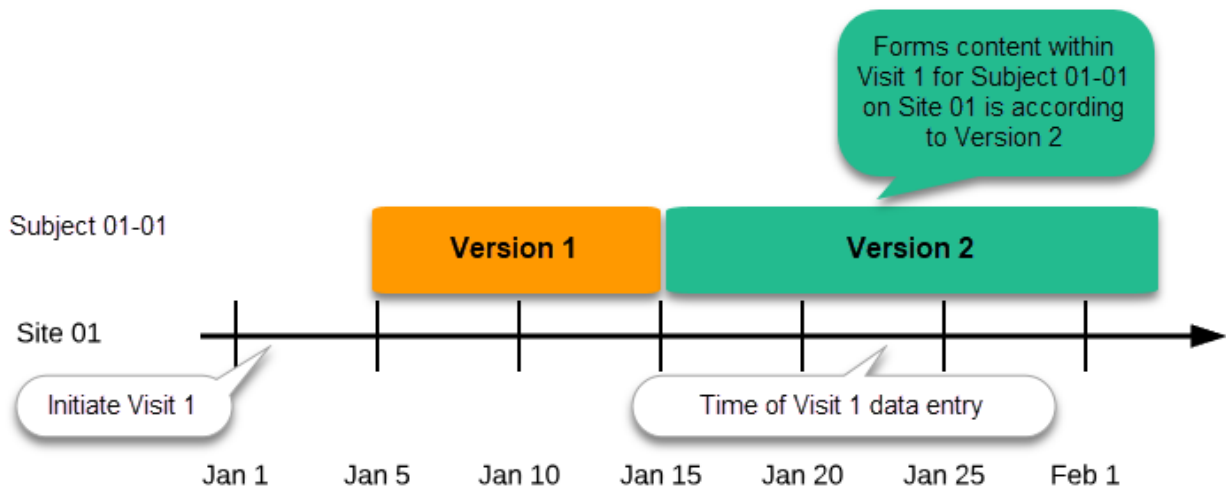 Forms content within
Visit 1 for Subject 01-01
on Site 01 is according
to Version 2
Subject 01-01
Version 1
Version 2
Site 01
Initiate Visit 1
Time of Visit 1 data entry
Jan 1
Jan 5
Jan 10
Jan 15
Jan 20
Jan 25
Feb 1